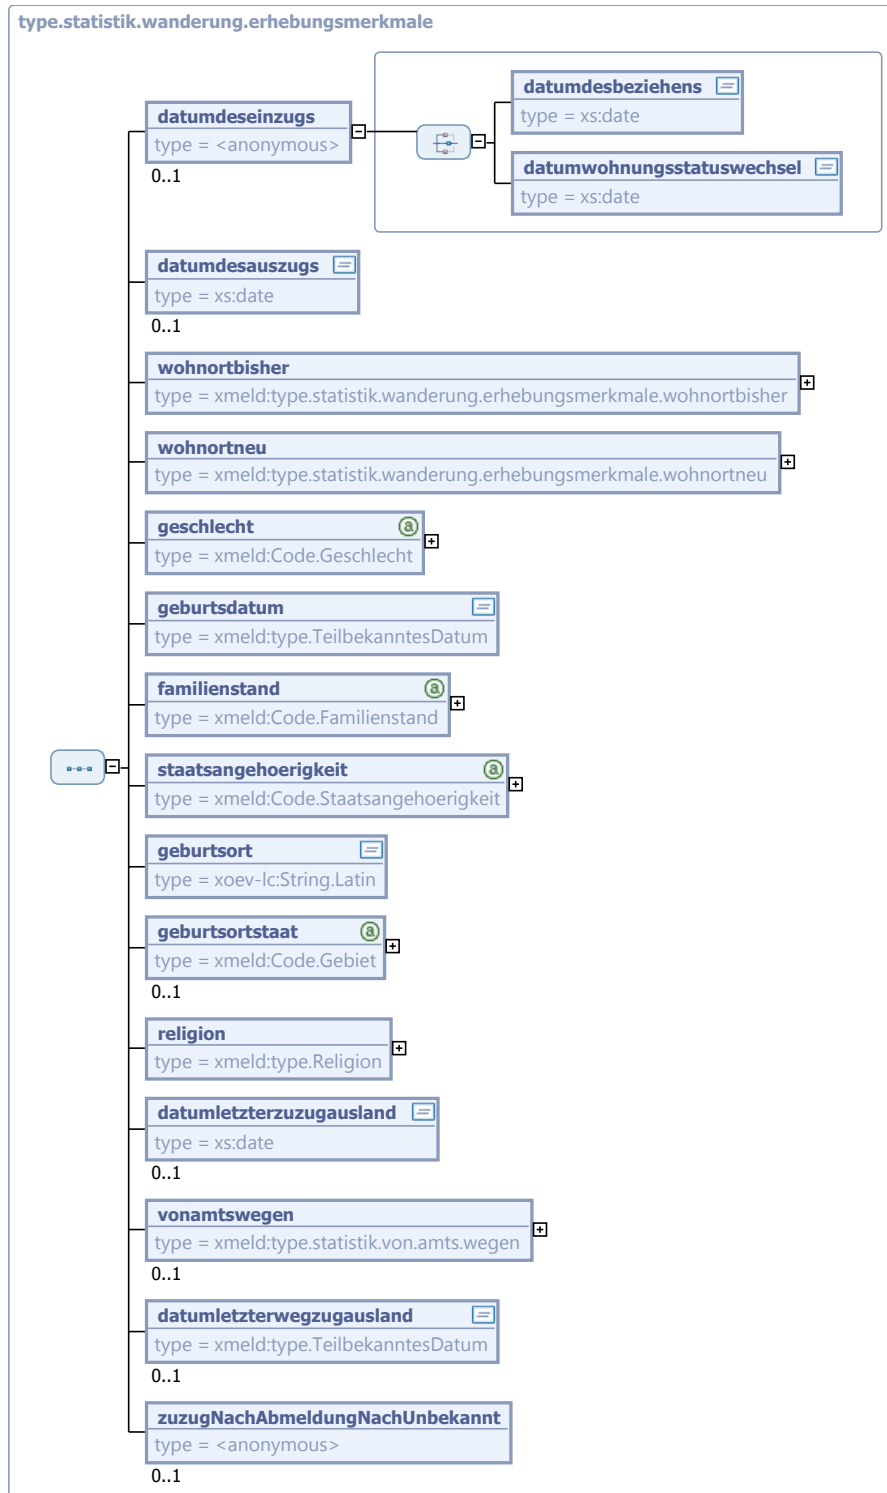 type.statistik.wanderung.erhebungsmerkmale
datumdeseinzugs
type = <anonymous>
0..1
datumdesbeziehens
type = xs:date
datumwohnungsstatuswechsel
type = xs:date
datumdesauszugs
type = xs:date
0..1
wohnortbisher
type = xmeld:type.statistik.wanderung.erhebungsmerkmale.wohnortbisher
wohnortneu
type = xmeld:type.statistik.wanderung.erhebungsmerkmale.wohnortneu
geschlecht
type = xmeld:Code.Geschlecht
geburtsdatum
type = xmeld:type.TeilbekanntesDatum
familienstand
type = xmeld:Code.Familienstand
staatsangehoerigkeit
type = xmeld:Code.Staatsangehoerigkeit
geburtsort
type = xoev-lc:String.Latin
geburtsortstaat
type = xmeld:Code.Gebiet
0..1
religion
type = xmeld:type.Religion
datumletzterzuzugausland
type = xs:date
0..1
vonamtswegen
type = xmeld:type.statistik.von.amts.wegen
0..1
datumletzterwegzugausland
type = xmeld:type.TeilbekanntesDatum
0..1
zuzugNachAbmeldungNachUnbekannt
type = <anonymous>
0..1